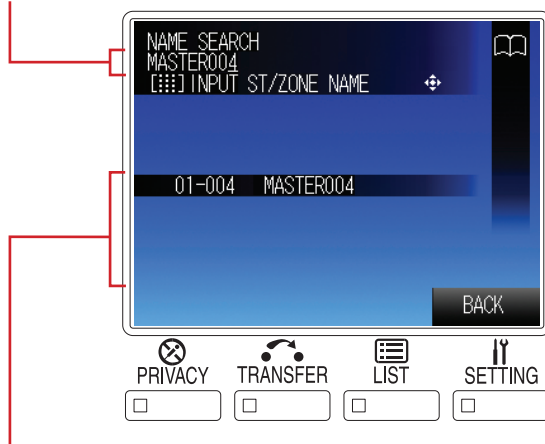 NAME SEARCH
MASTER004
[⁝⁝⁝] INPUT ST/ZONE NAME
01-004 MASTER004
BACK
PRIVACY TRANSFER LIST SETTING